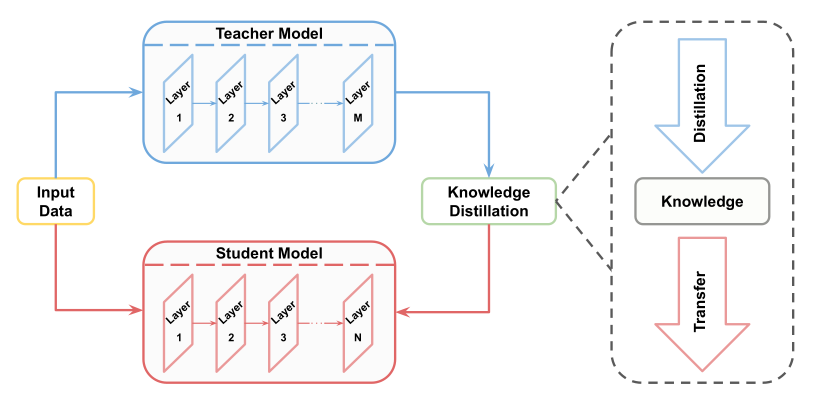 Teacher Model
Layer
1
Layer
2
Layer
3
Layer
M
Input
Data
Knowledge
Distillation
Student Model
Layer
1
Layer
2
Layer
3
Layer
N
Distillation
Knowledge
Transfer